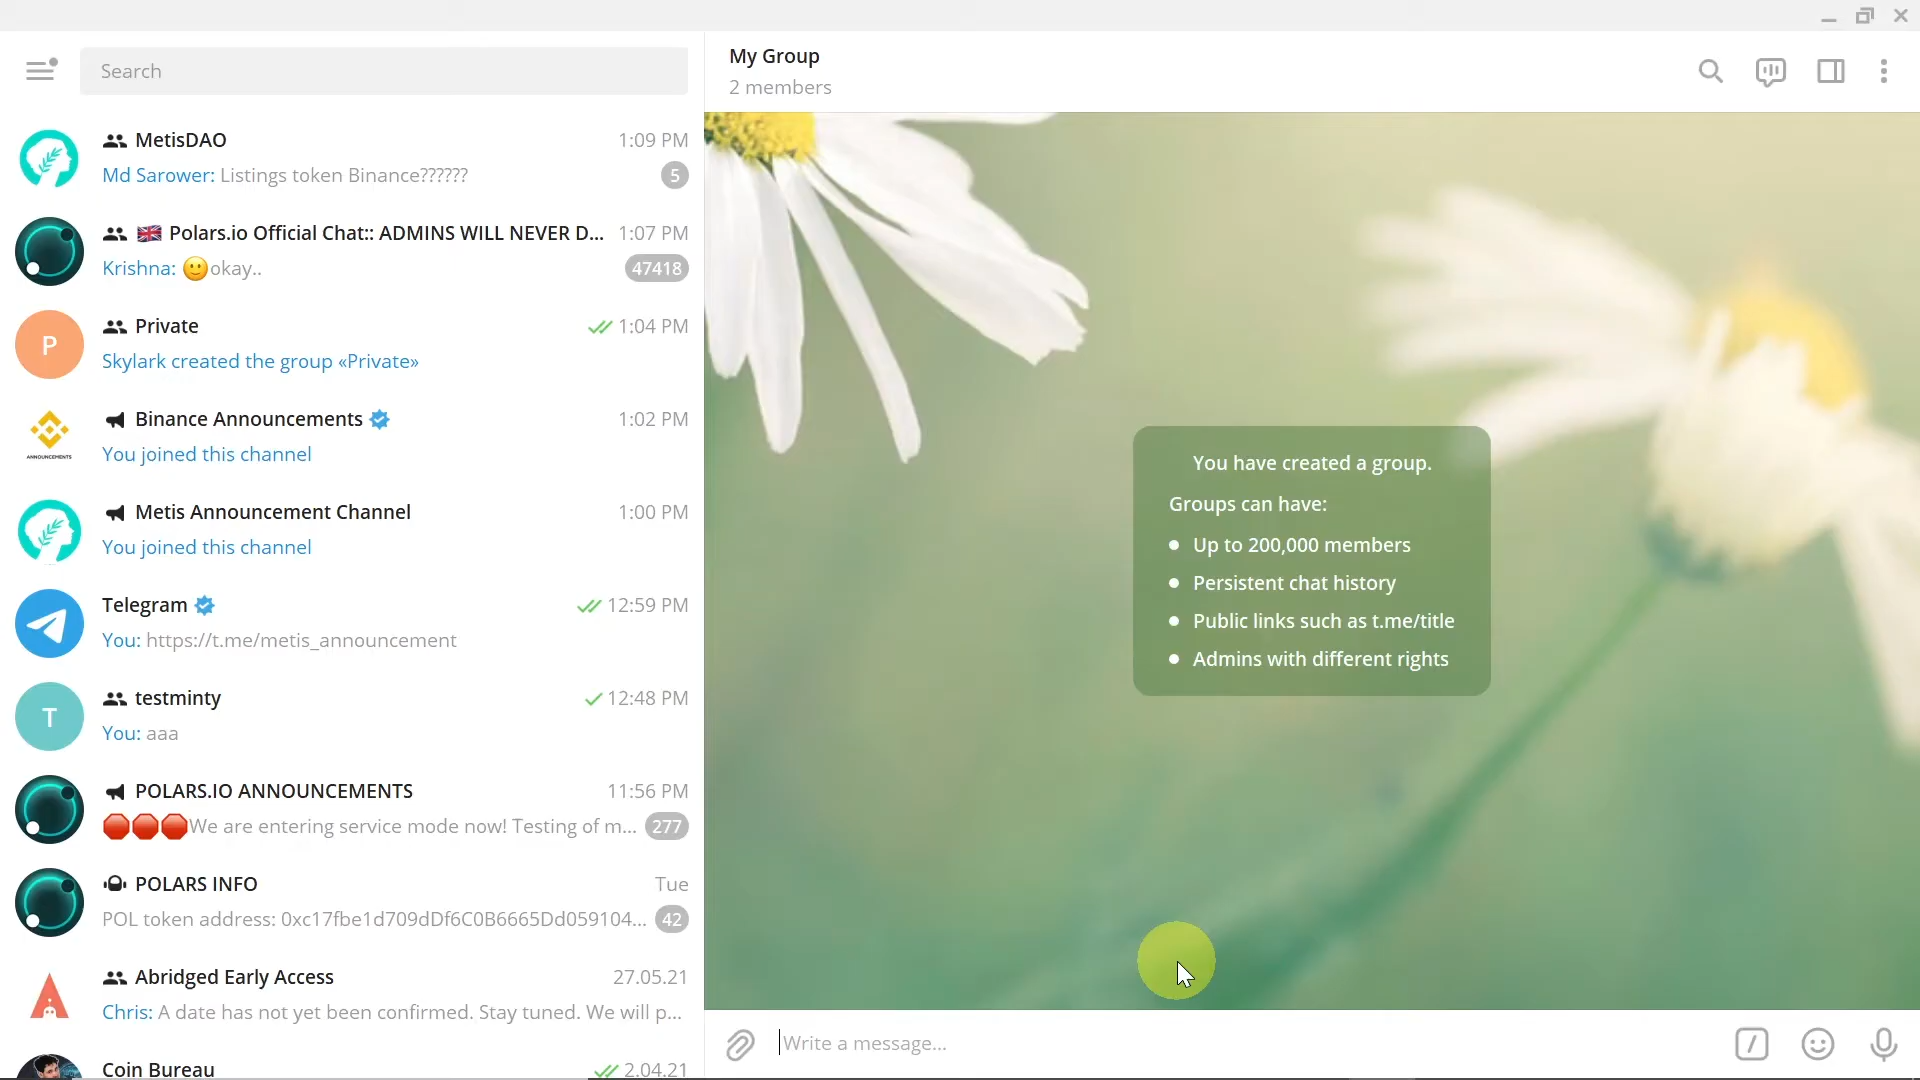 Search
MetisDAO 1:09 PM
Md Sarower: Listings token Binance?????? 5
🇬🇧 Polars.io Official Chat:: ADMINS WILL NEVER D... 1:07 PM
Krishna: 🙂okay.. 47418
P
Private 1:04 PM
Skylark created the group «Private»
Binance Announcements 1:02 PM
You joined this channel
ANNOUNCEMENTS
Metis Announcement Channel 1:00 PM
You joined this channel
Telegram 12:59 PM
You: https://t.me/metis_announcement
T
testminty 12:48 PM
You: aaa
POLARS.IO ANNOUNCEMENTS 11:56 PM
🛑🛑🛑We are entering service mode now! Testing of m... 277
POLARS INFO Tue
POL token address: 0xc17fbe1d709dDf6C0B6665Dd059104... 42
Abridged Early Access 27.05.21
Chris: A date has not yet been confirmed. Stay tuned. We will p...
Coin Bureau 2.04.21
My Group
2 members
You have created a group.
Groups can have:
• Up to 200,000 members
• Persistent chat history
• Public links such as t.me/title
• Admins with different rights
Write a message...